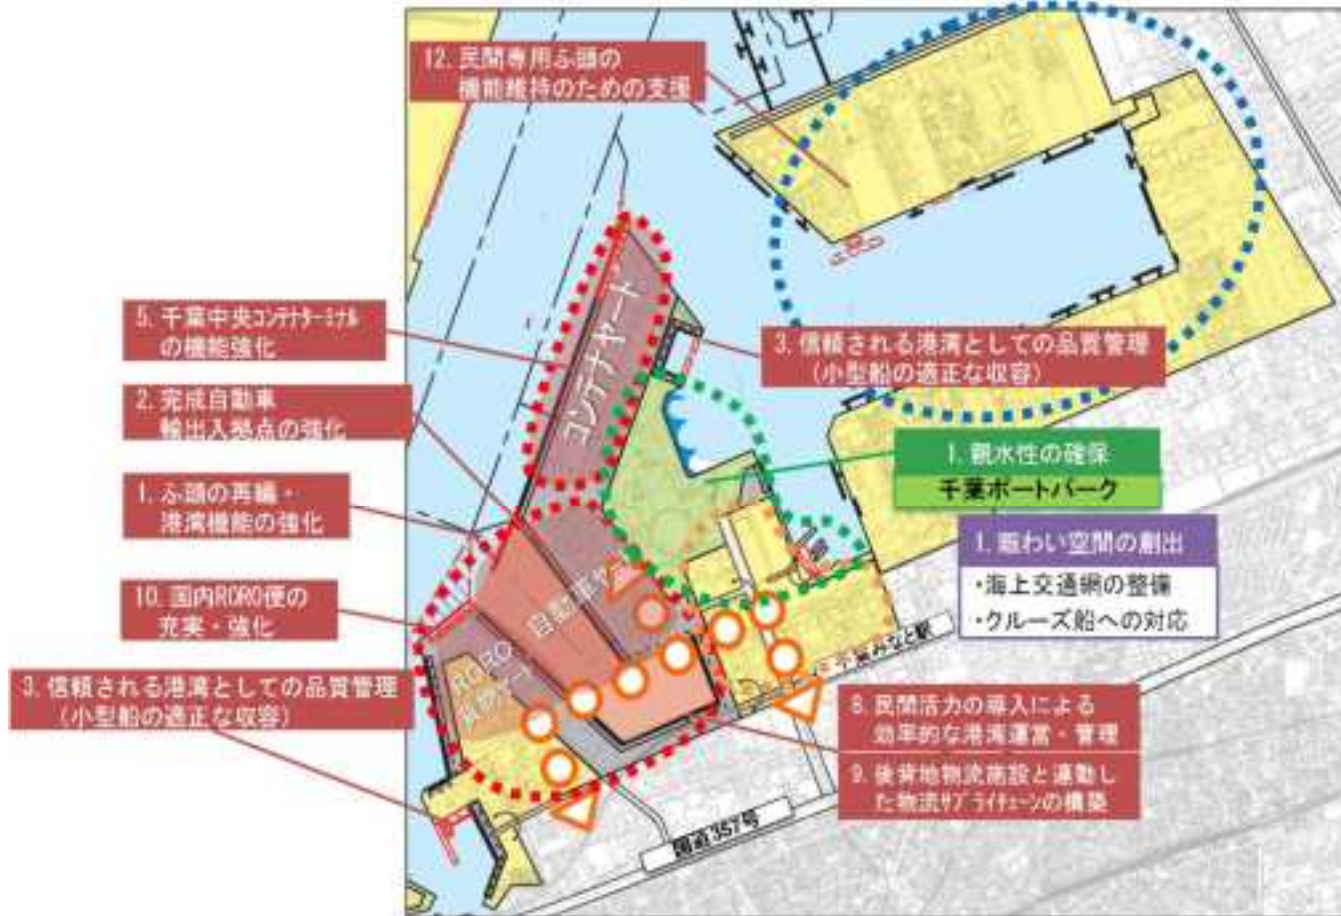 12. 民間専用ふ頭の
機能維持のための支援
5. 千葉中央コンテナターミナル
の機能強化
コンテナヤード
3. 信頼される港湾としての品質管理
(小型船の適正な収容)
2. 完成自動車
輸出入拠点の強化
1. 親水性の確保
千葉ポートパーク
1. ふ頭の再編・
港湾機能の強化
1. 賑わい空間の創出
・海上交通網の整備
・クルーズ船への対応
10. 国内RORO便の
充実・強化
自動車ヤ
RORO
千葉みなと駅
3. 信頼される港湾としての品質管理
(小型船の適正な収容)
8. 民間活力の導入による
効率的な港湾運営・管理
9. 後背地物流施設と連動し
た物流サプライチェーンの構築
国道357号